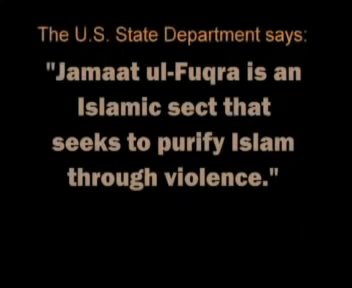 The U.S. State Department says:
"Jamaat ul-Fuqra is an
Islamic sect that
seeks to purify Islam
through violence."